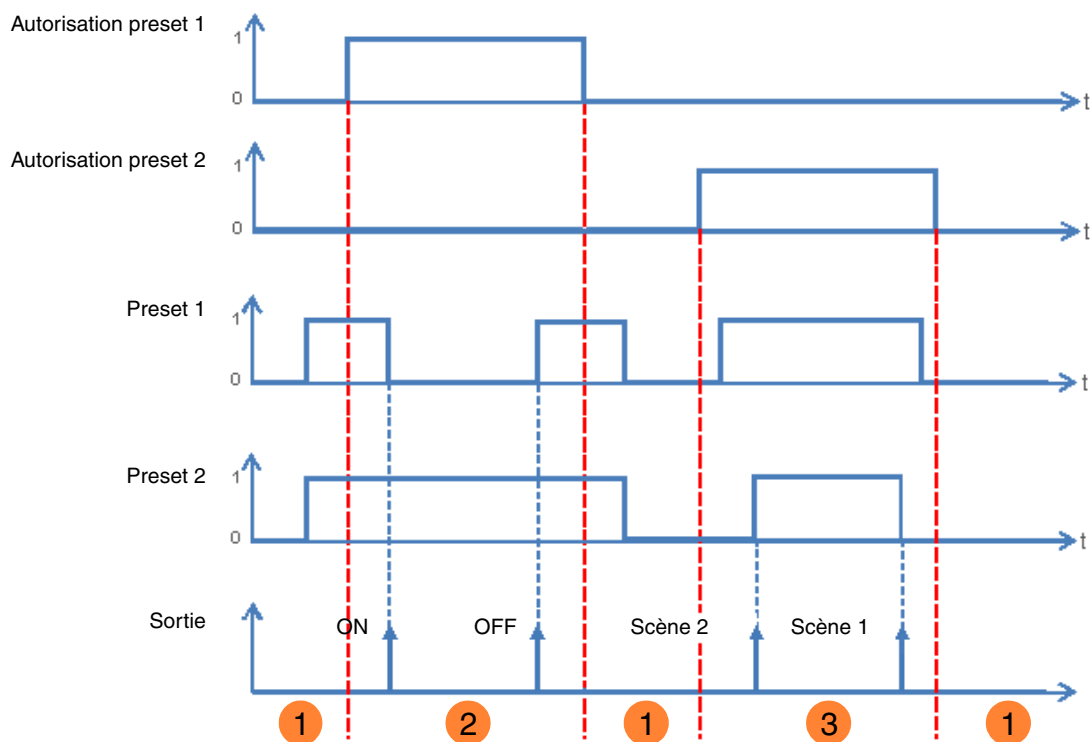 Autorisation preset 1
1
0
t
Autorisation preset 2
1
0
t
Preset 1
1
0
t
Preset 2
1
0
t
Sortie
ON
OFF
Scène 2
Scène 1
1
2
1
3
1